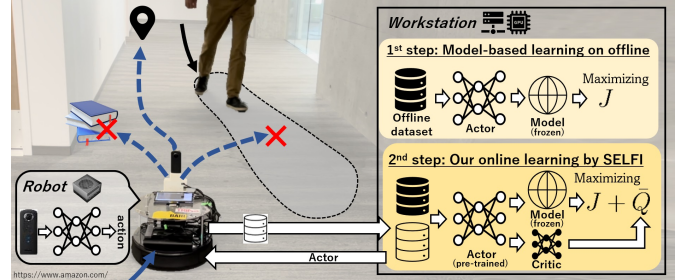 Workstation
CPU
1st step: Model-based learning on offline
Maximizing
J
Offline
dataset
Actor
Model
(frozen)
2nd step: Our online learning by SELFI
Maximizing
J + Q̄
Model
(frozen)
Actor
(pre-trained)
Critic
Robot
action
Actor
https://www.amazon.com/